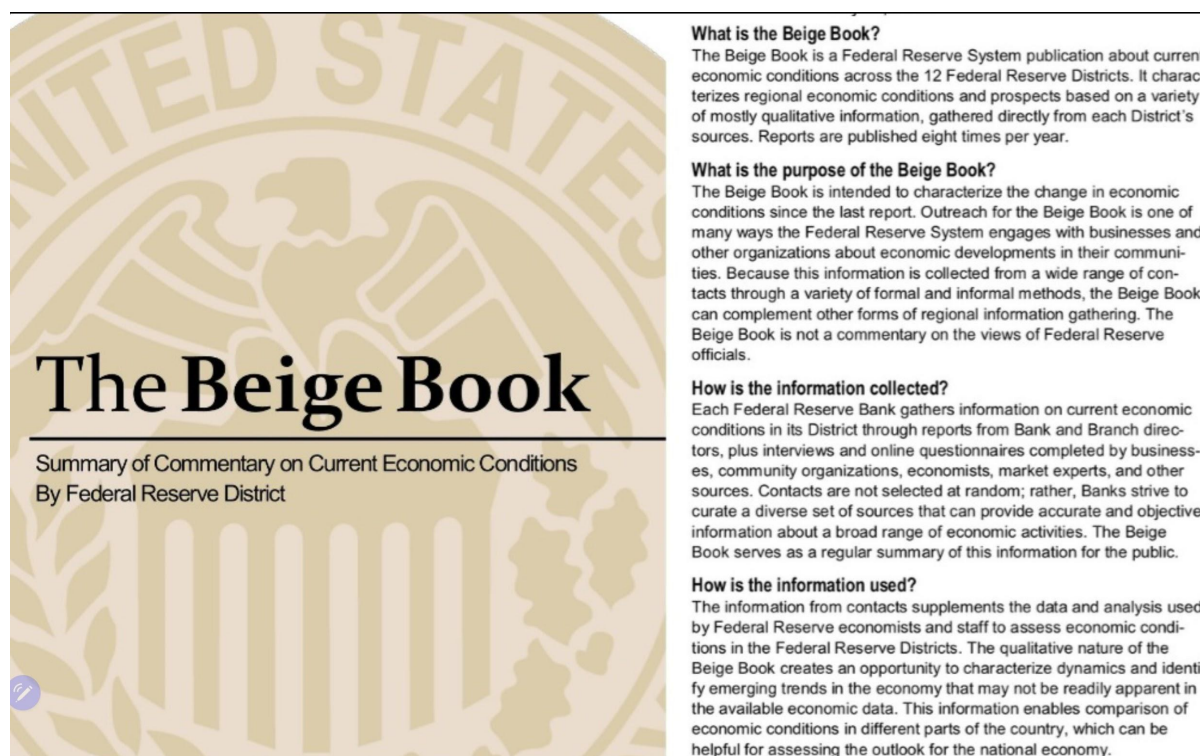 UNITED STATES
The Beige Book
Summary of Commentary on Current Economic Conditions
By Federal Reserve District
What is the Beige Book?
The Beige Book is a Federal Reserve System publication about current
economic conditions across the 12 Federal Reserve Districts. It charac
terizes regional economic conditions and prospects based on a variety
of mostly qualitative information, gathered directly from each District’s
sources. Reports are published eight times per year.
What is the purpose of the Beige Book?
The Beige Book is intended to characterize the change in economic
conditions since the last report. Outreach for the Beige Book is one of
many ways the Federal Reserve System engages with businesses and
other organizations about economic developments in their communi-
ties. Because this information is collected from a wide range of con-
tacts through a variety of formal and informal methods, the Beige Book
can complement other forms of regional information gathering. The
Beige Book is not a commentary on the views of Federal Reserve
officials.
How is the information collected?
Each Federal Reserve Bank gathers information on current economic
conditions in its District through reports from Bank and Branch direc-
tors, plus interviews and online questionnaires completed by business-
es, community organizations, economists, market experts, and other
sources. Contacts are not selected at random; rather, Banks strive to
curate a diverse set of sources that can provide accurate and objective
information about a broad range of economic activities. The Beige
Book serves as a regular summary of this information for the public.
How is the information used?
The information from contacts supplements the data and analysis used
by Federal Reserve economists and staff to assess economic condi-
tions in the Federal Reserve Districts. The qualitative nature of the
Beige Book creates an opportunity to characterize dynamics and identi
fy emerging trends in the economy that may not be readily apparent in
the available economic data. This information enables comparison of
economic conditions in different parts of the country, which can be
helpful for assessing the outlook for the national economy.